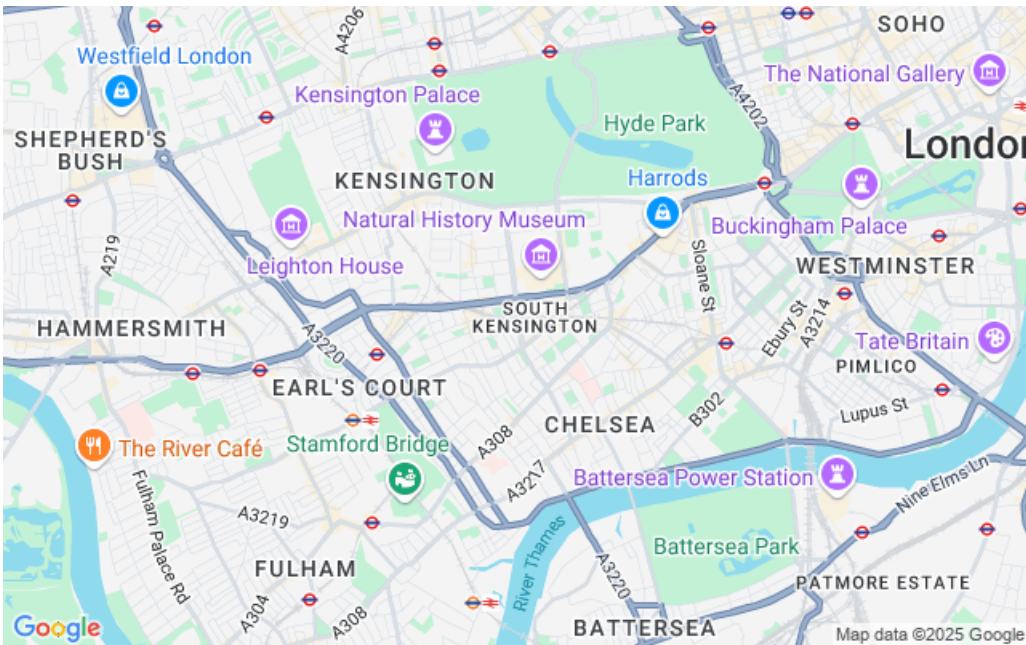 SOHO
A4206
Westfield London
The National Gallery
Kensington Palace
A4202
Hyde Park
SHEPHERD'S
BUSH
London
KENSINGTON
Harrods
Natural History Museum
Buckingham Palace
A219
Leighton House
Sloane St
WESTMINSTER
SOUTH
KENSINGTON
Ebury St
A3214
HAMMERSMITH
A3220
Tate Britain
PIMLICO
EARL'S COURT
B302
Lupus St
CHELSEA
The River Café
Stamford Bridge
A308
A3217
Battersea Power Station
Nine Elms Ln
Fulham Palace Rd
A3219
River Thames
Battersea Park
FULHAM
A3220
PATMORE ESTATE
A304
A308
BATTERSEA
Google
Map data ©2025 Google